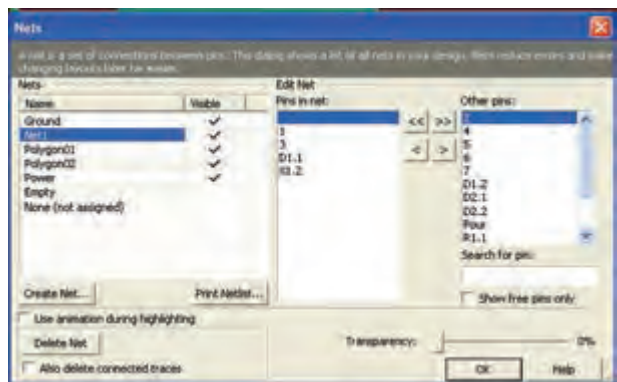 Nets
A net is a set of connections between pins. This dialog shows a list of all nets in your design. Nets reduce errors and make
changing layouts later far easier.
Nets
Name Visible
Ground
Net1
Polygon01
Polygon02
Power
Empty
None (not assigned)
Create Net...
Print Netlist...
Edit Net
Pins in net:
1
3
D1.1
R1.2
<< >>
< >
Other pins:
2
4
5
6
7
D1.2
D2.1
D2.2
Four
R1.1
Search for pin:
Show free pins only
Use animation during highlighting
Delete Net
Also delete connected traces
Transparency: 0%
OK
Help